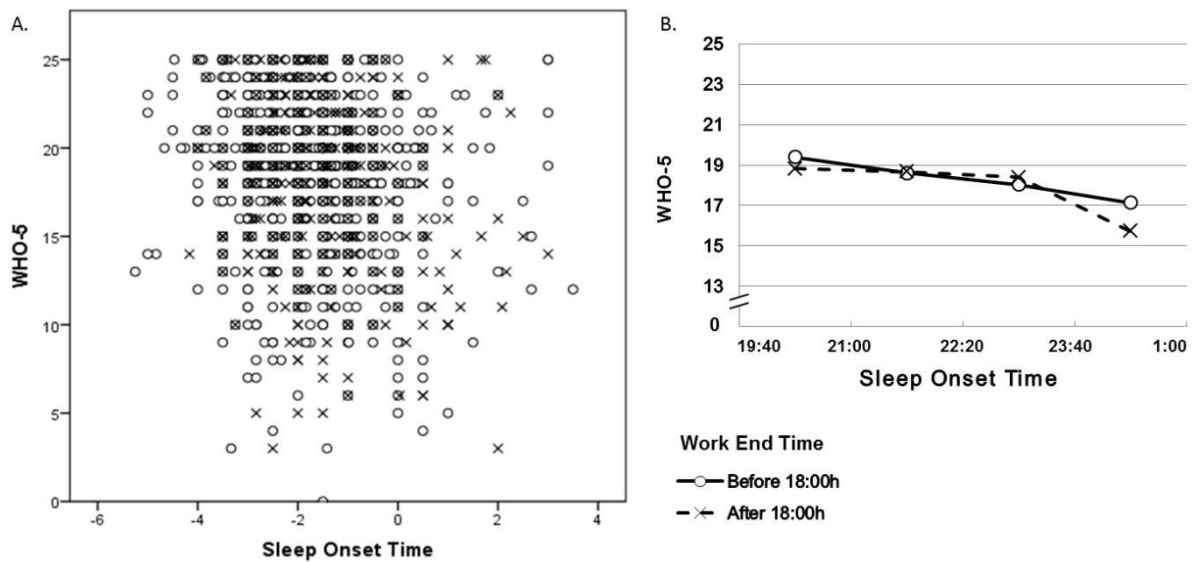 A.
WHO-5
25
20
15
10
5
0
-6 -4 -2 0 2 4
Sleep Onset Time
B.
WHO-5
25
23
21
19
17
15
13
0
19:40 21:00 22:20 23:40 1:00
Sleep Onset Time
Work End Time
Before 18:00h
After 18:00h